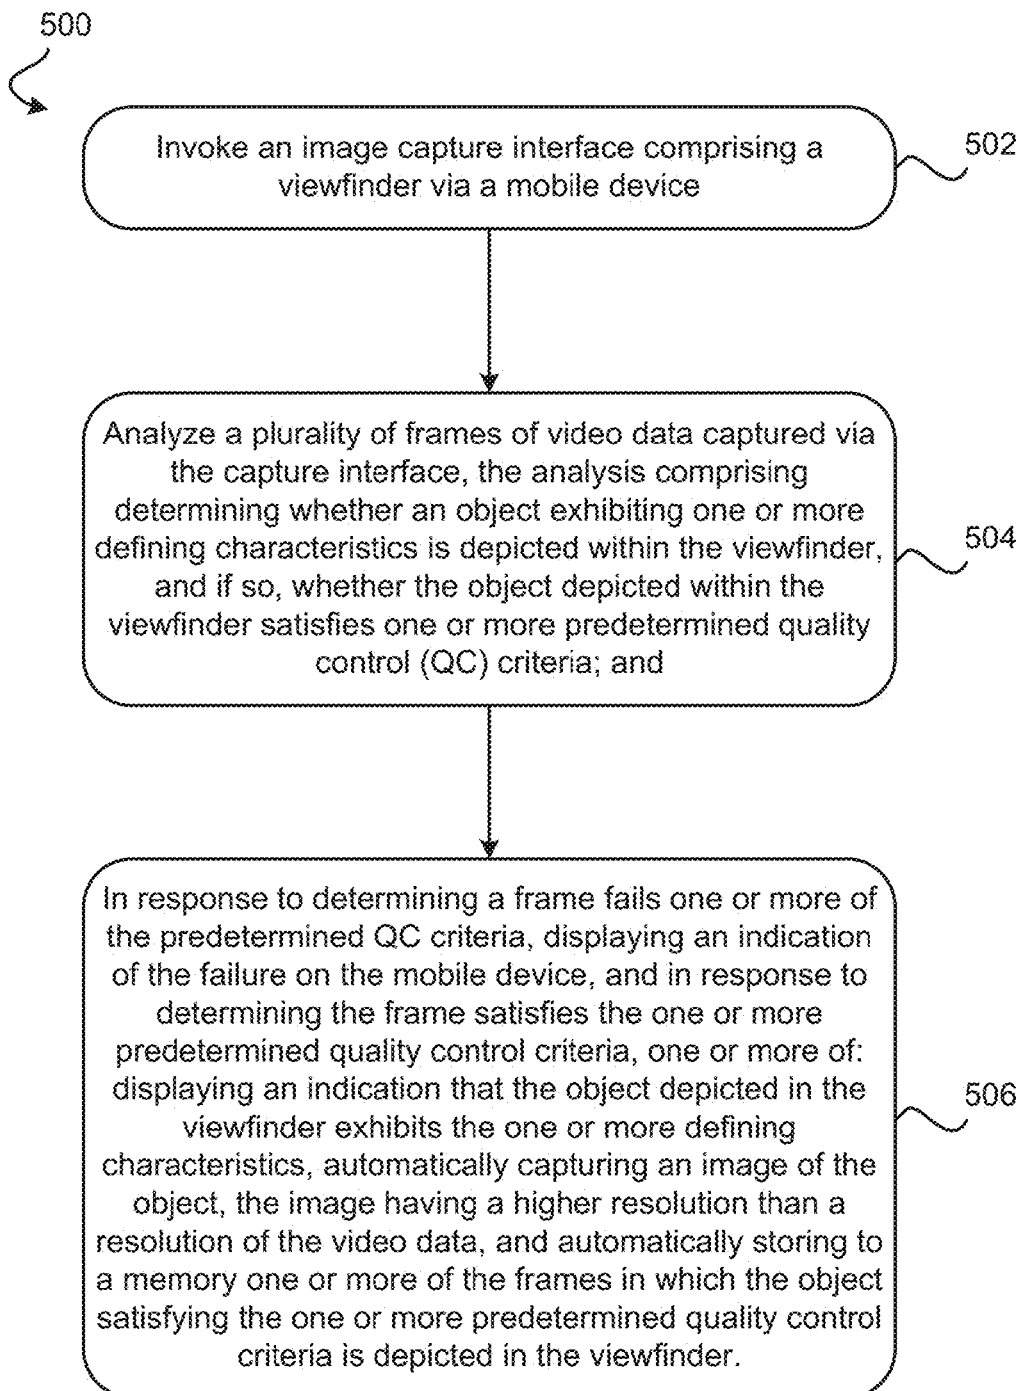 500
Invoke an image capture interface comprising a
viewfinder via a mobile device
502
Analyze a plurality of frames of video data captured via
the capture interface, the analysis comprising
determining whether an object exhibiting one or more
defining characteristics is depicted within the viewfinder,
and if so, whether the object depicted within the
viewfinder satisfies one or more predetermined quality
control (QC) criteria; and
504
In response to determining a frame fails one or more of
the predetermined QC criteria, displaying an indication
of the failure on the mobile device, and in response to
determining the frame satisfies the one or more
predetermined quality control criteria, one or more of:
displaying an indication that the object depicted in the
viewfinder exhibits the one or more defining
characteristics, automatically capturing an image of the
object, the image having a higher resolution than a
resolution of the video data, and automatically storing to
a memory one or more of the frames in which the object
satisfying the one or more predetermined quality control
criteria is depicted in the viewfinder.
506